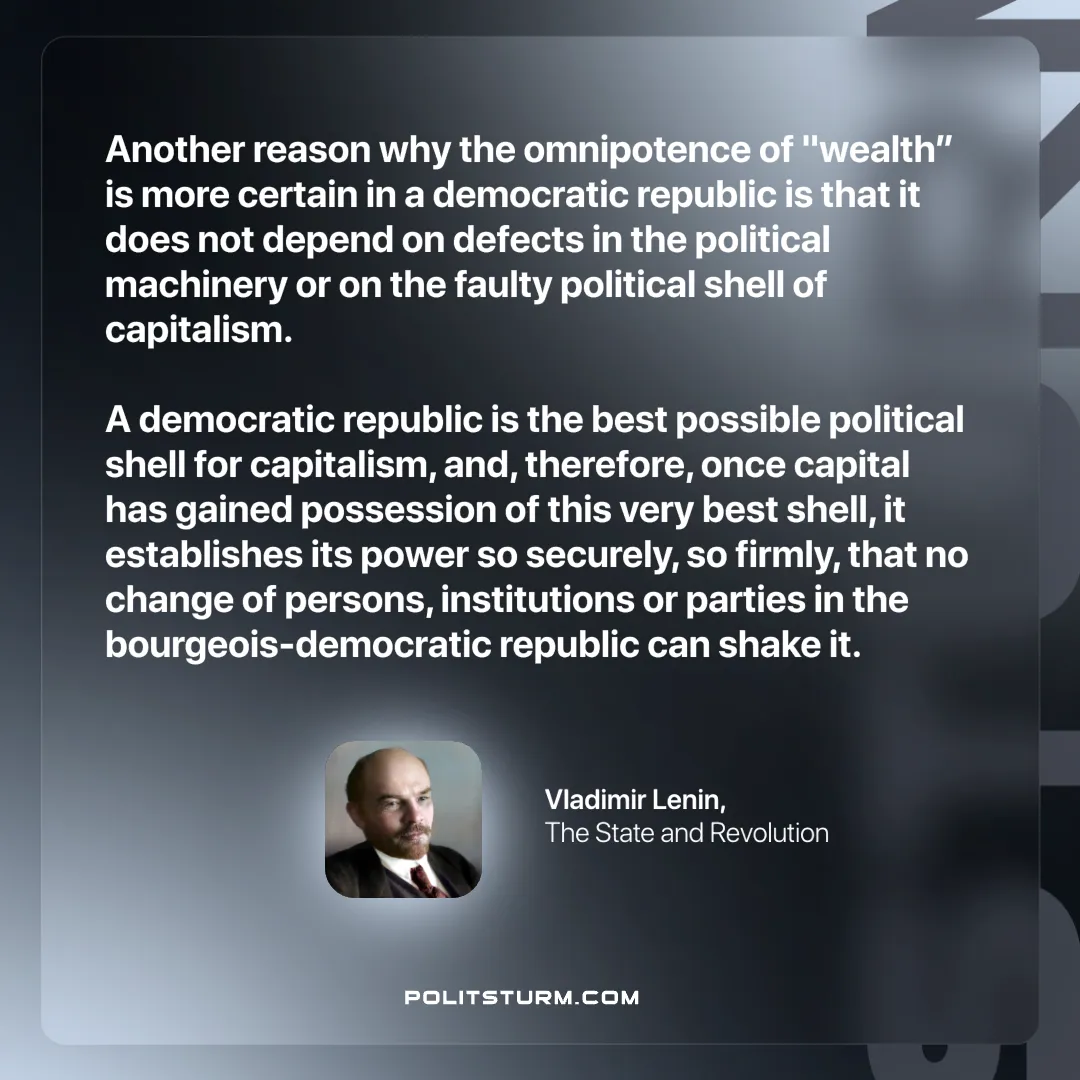 Another reason why the omnipotence of "wealth”
is more certain in a democratic republic is that it
does not depend on defects in the political
machinery or on the faulty political shell of
capitalism.
A democratic republic is the best possible political
shell for capitalism, and, therefore, once capital
has gained possession of this very best shell, it
establishes its power so securely, so firmly, that no
change of persons, institutions or parties in the
bourgeois-democratic republic can shake it.
Vladimir Lenin,
The State and Revolution
POLITSTURM.COM